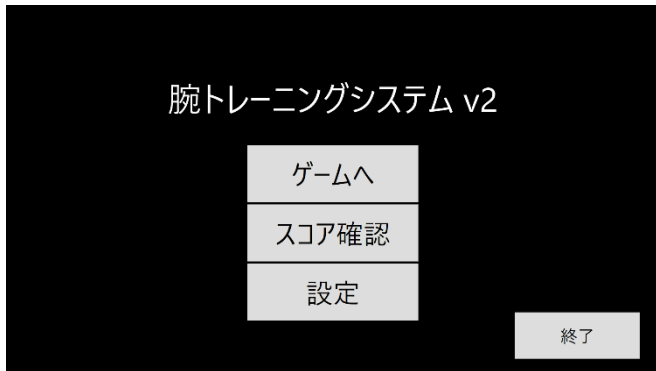 腕トレーニングシステム v2
ゲームへ
スコア確認
設定
終了